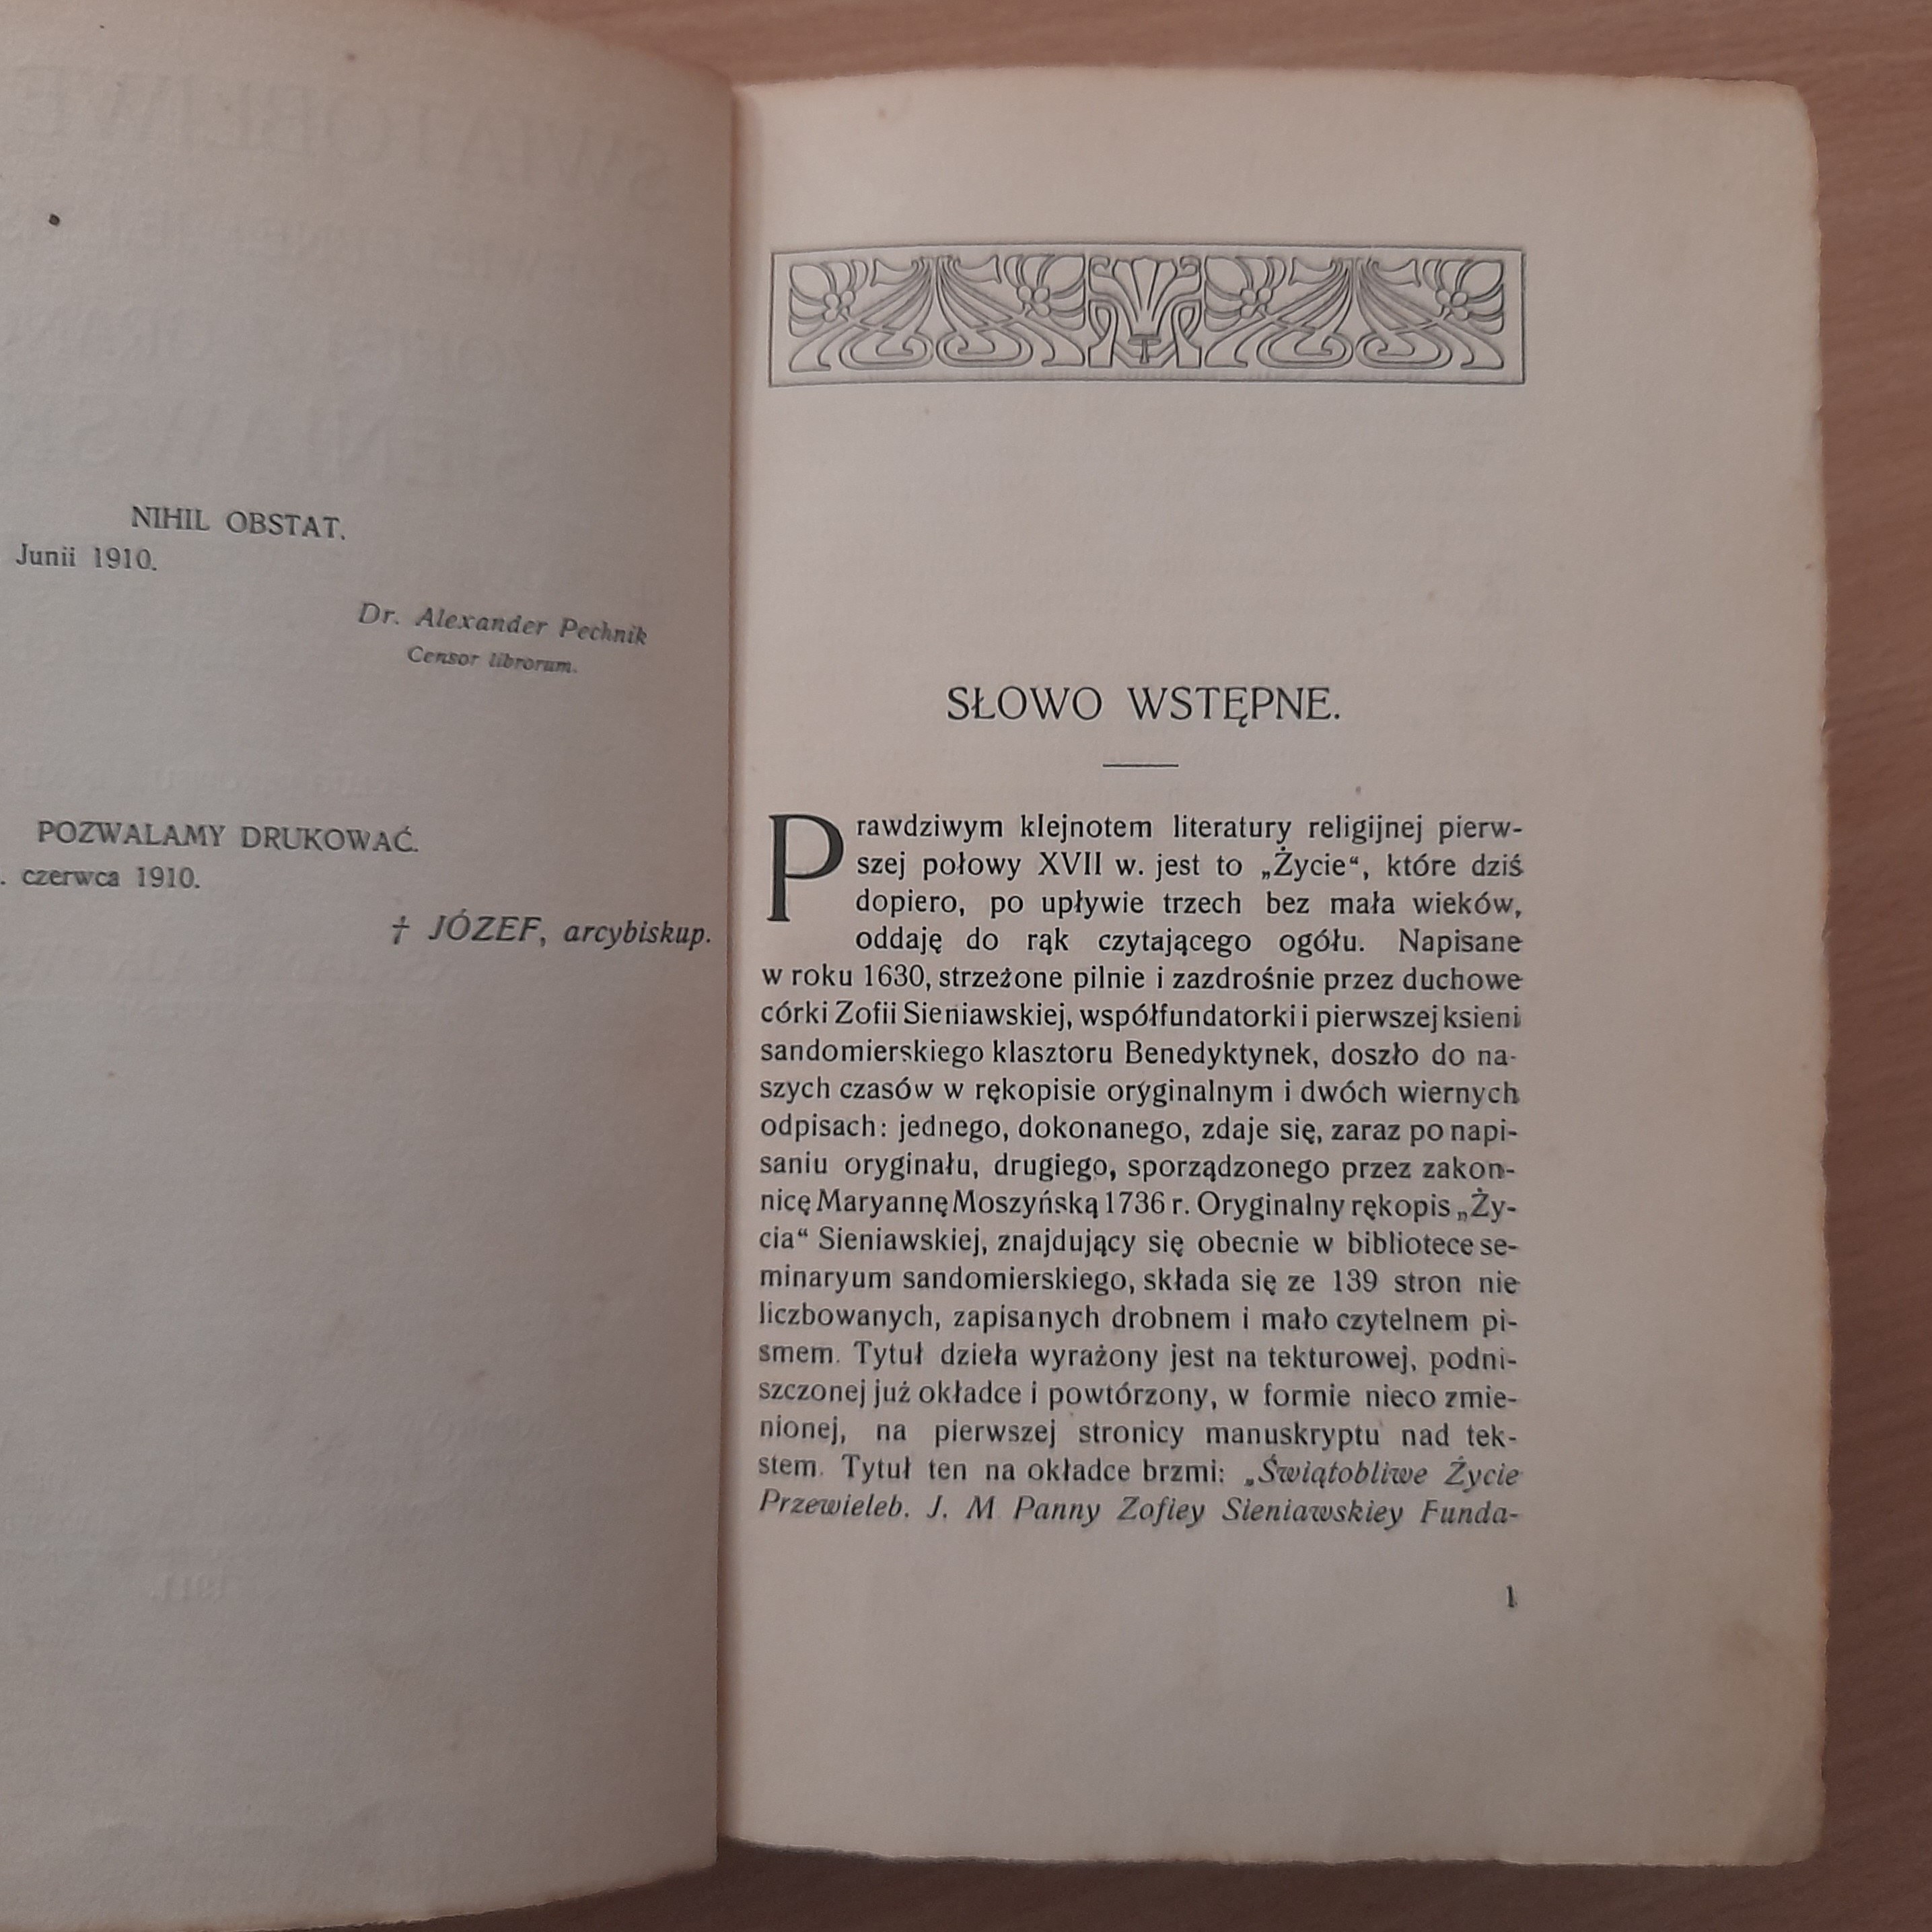 NIHIL OBSTAT.
Junii 1910.
Dr. Alexander Pechnik
Censor librorum.
POZWALAMY DRUKOWAĆ.
. czerwca 1910.
† JÓZEF, arcybiskup.
SŁOWO WSTĘPNE.
Prawdziwym klejnotem literatury religijnej pierw-
szej połowy XVII w. jest to „Życie“, które dziś
dopiero, po upływie trzech bez mała wieków,
oddaję do rąk czytającego ogółu. Napisane
w roku 1630, strzeżone pilnie i zazdrośnie przez duchowe
córki Zofii Sieniawskiej, współfundatorki i pierwszej ksieni
sandomierskiego klasztoru Benedyktynek, doszło do na-
szych czasów w rękopisie oryginalnym i dwóch wiernych
odpisach: jednego, dokonanego, zdaje się, zaraz po napi-
saniu oryginału, drugiego, sporządzonego przez zakon-
nicę Maryannę Moszyńską 1736 r. Oryginalny rękopis „Ży-
cia“ Sieniawskiej, znajdujący się obecnie w bibliotece se-
minaryum sandomierskiego, składa się ze 139 stron nie
liczbowanych, zapisanych drobnem i mało czytelnem pi-
smem. Tytuł dzieła wyrażony jest na tekturowej, podni-
szczonej już okładce i powtórzony, w formie nieco zmie-
nionej, na pierwszej stronicy manuskryptu nad tek-
stem. Tytuł ten na okładce brzmi: „Świątobliwe Życie
Przewieleb. J. M Panny Zofiey Sieniawskiey Funda-
1